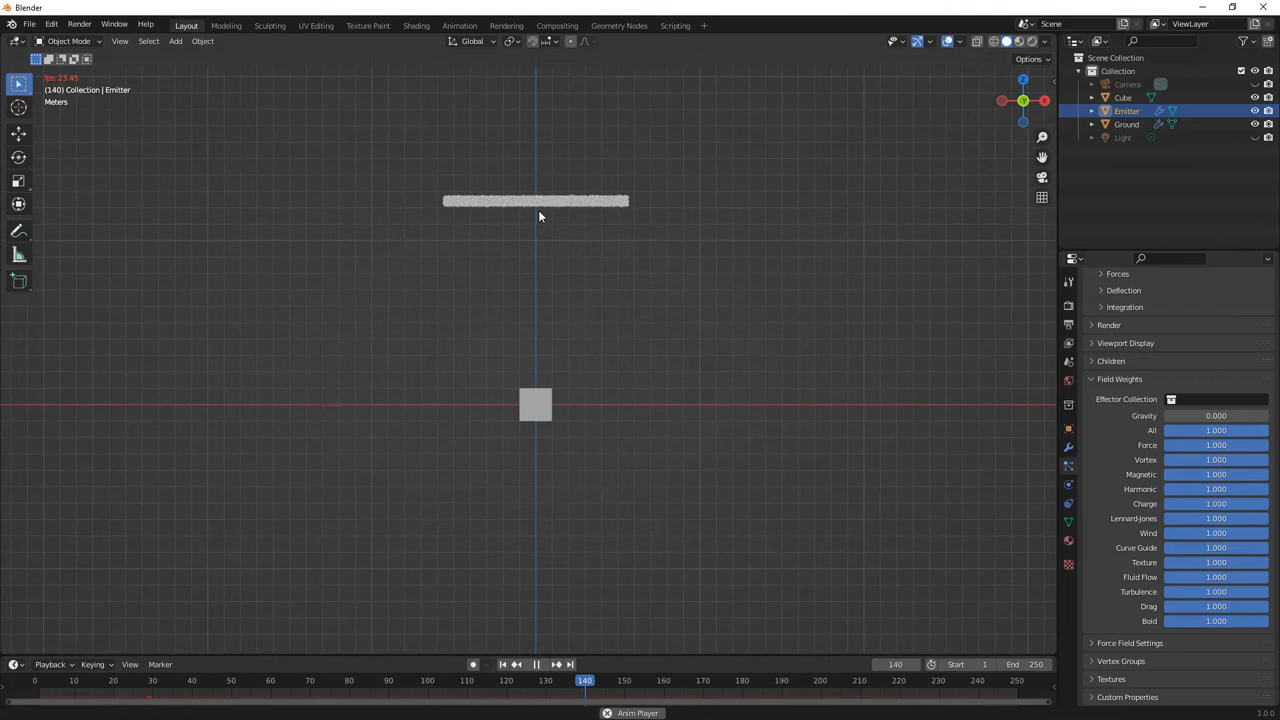 Blender
File Edit Render Window Help Layout Modeling Sculpting UV Editing Texture Paint Shading Animation Rendering Compositing Geometry Nodes Scripting + Scene ViewLayer
Object Mode View Select Add Object Global
Options
fps: 23.45
(140) Collection | Emitter
Meters
Z
Y
X
Scene Collection
Collection
Camera
Cube
Emitter
Ground
Light
Forces
Deflection
Integration
Render
Viewport Display
Children
Field Weights
Effector Collection
Gravity 0.000
All 1.000
Force 1.000
Vortex 1.000
Magnetic 1.000
Harmonic 1.000
Charge 1.000
Lennard-Jones 1.000
Wind 1.000
Curve Guide 1.000
Texture 1.000
Fluid Flow 1.000
Turbulence 1.000
Drag 1.000
Boid 1.000
Force Field Settings
Vertex Groups
Textures
Custom Properties
Playback Keying View Marker 140 Start 1 End 250
0 10 20 30 40 50 60 70 80 90 100 110 120 130 140 150 160 170 180 190 200 210 220 230 240 250
Anim Player
3.0.0